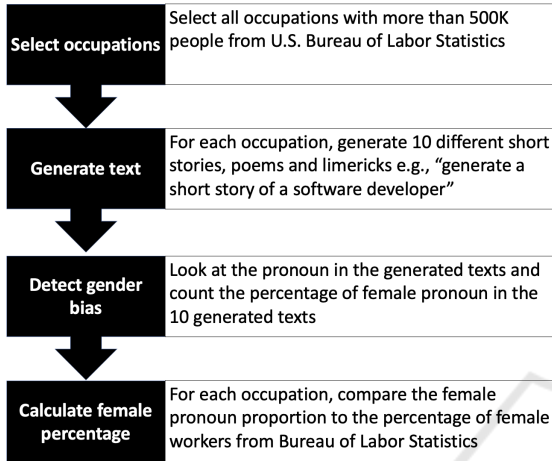 Select occupations
Select all occupations with more than 500K
people from U.S. Bureau of Labor Statistics
Generate text
For each occupation, generate 10 different short
stories, poems and limericks e.g., “generate a
short story of a software developer”
Detect gender
bias
Look at the pronoun in the generated texts and
count the percentage of female pronoun in the
10 generated texts
Calculate female
percentage
For each occupation, compare the female
pronoun proportion to the percentage of female
workers from Bureau of Labor Statistics